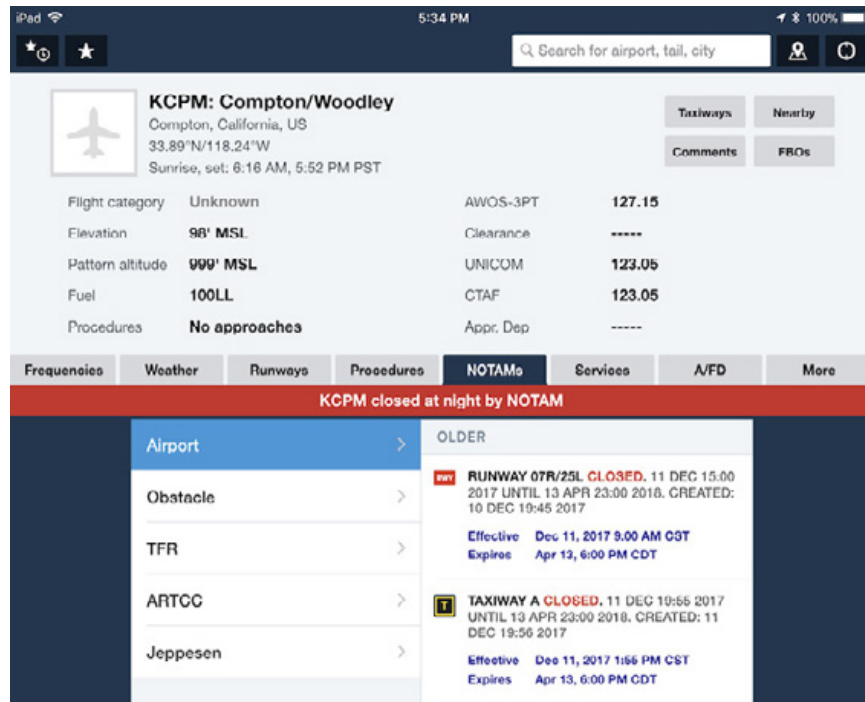 iPad 5:34 PM 100%
Search for airport, tail, city
KCPM: Compton/Woodley
Compton, California, US
33.89°N/118.24°W
Sunrise, set: 6:16 AM, 5:52 PM PST
Taxiways Nearby
Comments FBOs
Flight category Unknown AWOS-3PT 127.15
Elevation 98' MSL Clearance -----
Pattern altitude 999' MSL UNICOM 123.05
Fuel 100LL CTAF 123.05
Procedures No approaches Appr. Dep -----
Frequencies Weather Runways Procedures NOTAMs Services A/FD More
KCPM closed at night by NOTAM
Airport
Obstacle
TFR
ARTCC
Jeppesen
OLDER
RWY RUNWAY 07R/25L CLOSED. 11 DEC 15:00
2017 UNTIL 13 APR 23:00 2018. CREATED:
10 DEC 19:45 2017
Effective Dec 11, 2017 9:00 AM CST
Expires Apr 13, 6:00 PM CDT
T TAXIWAY A CLOSED. 11 DEC 19:55 2017
UNTIL 13 APR 23:00 2018. CREATED: 11
DEC 19:56 2017
Effective Dec 11, 2017 1:55 PM CST
Expires Apr 13, 6:00 PM CDT